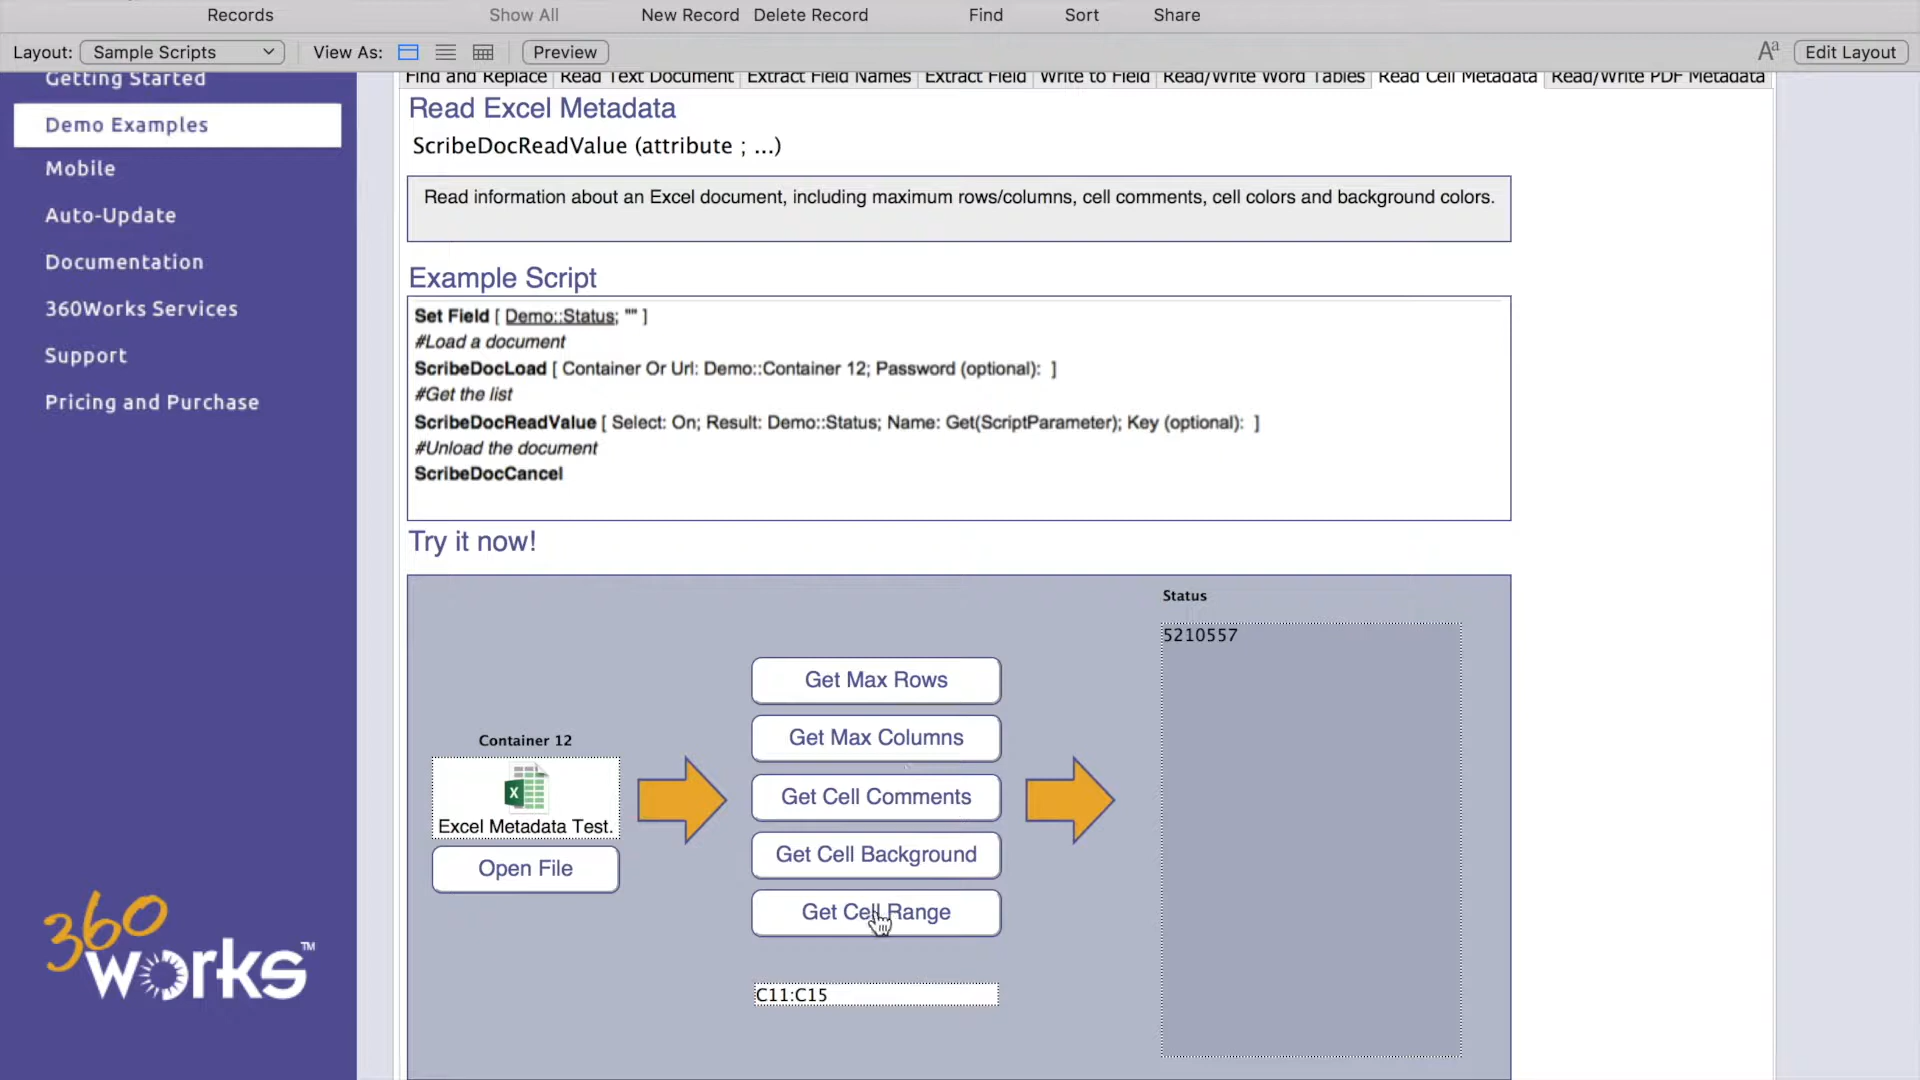 Records
Show All
New Record
Delete Record
Find
Sort
Share
Layout: Sample Scripts
View As:
Preview
Aa
Edit Layout
Getting Started
Demo Examples
Mobile
Auto-Update
Documentation
360Works Services
Support
Pricing and Purchase
360works™
Find and Replace
Read Text Document
Extract Field Names
Extract Field
Write to Field
Read/Write Word Tables
Read Cell Metadata
Read/Write PDF Metadata
Read Excel Metadata
ScribeDocReadValue (attribute ; ...)
Read information about an Excel document, including maximum rows/columns, cell comments, cell colors and background colors.
Example Script
Set Field [ Demo::Status; "" ]
#Load a document
ScribeDocLoad [ Container Or Url: Demo::Container 12; Password (optional): ]
#Get the list
ScribeDocReadValue [ Select: On; Result: Demo::Status; Name: Get(ScriptParameter); Key (optional): ]
#Unload the document
ScribeDocCancel
Try it now!
Container 12
X
Excel Metadata Test.
Open File
Get Max Rows
Get Max Columns
Get Cell Comments
Get Cell Background
Get Cell Range
C11:C15
Status
5210557